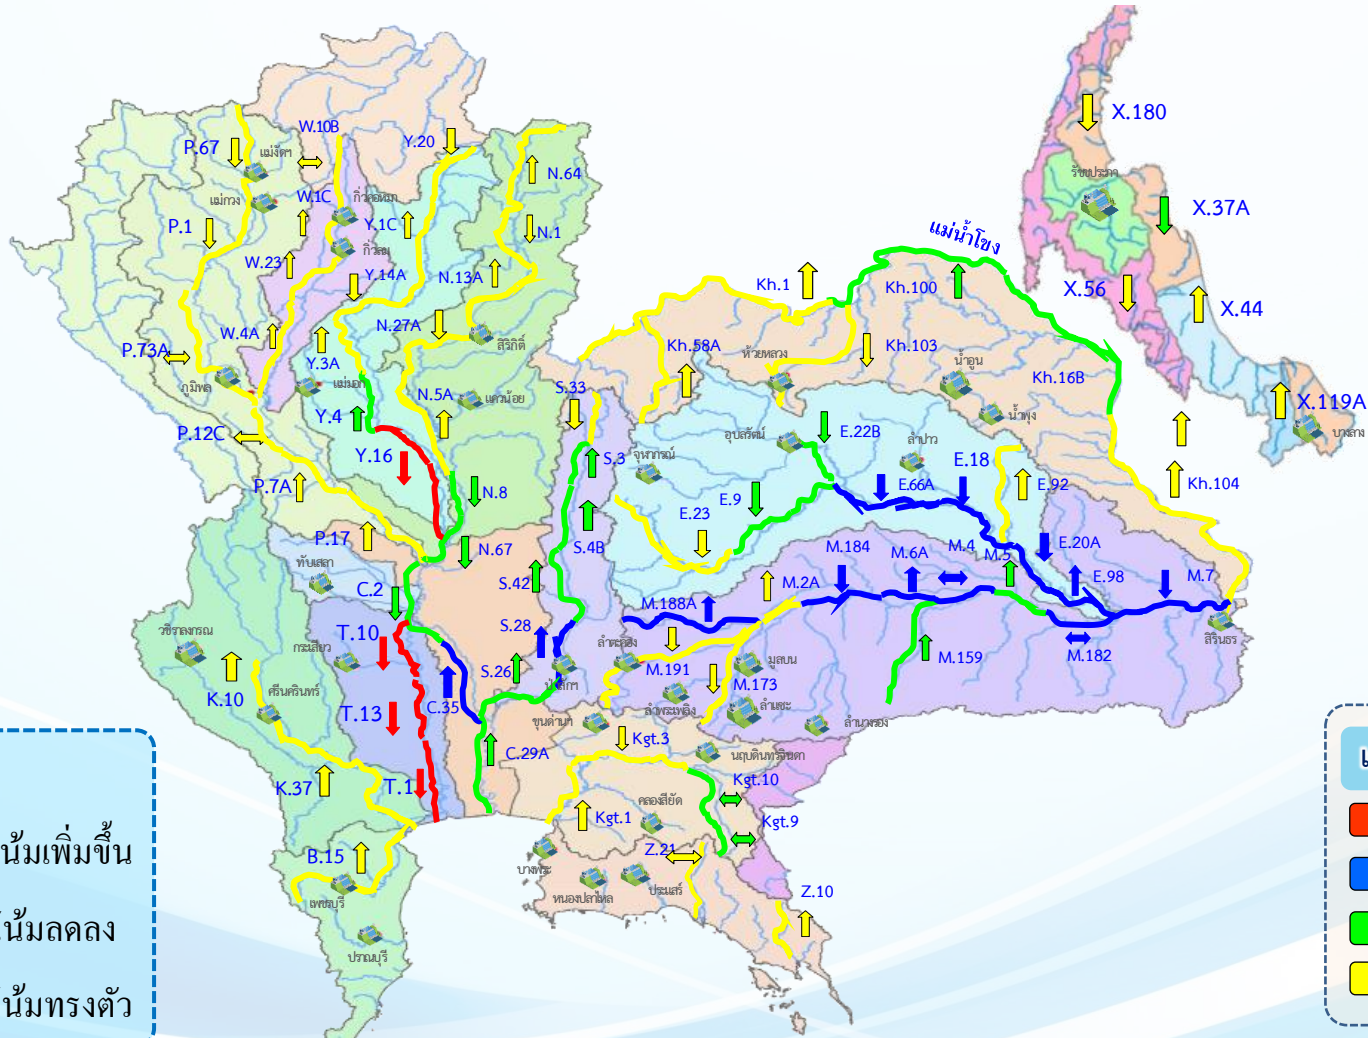 X.180
รัชชประภา
X.37A
X.56
X.44
X.119A
บางลาง
P.67
แม่งัดฯ
W.10B
Y.20
N.64
แม่กวง
W.1C
กิ่วคอหมา
P.1
Y.1C
N.1
แม่น้ำโขง
W.23
กิ่วลม
Y.14A
N.13A
Kh.1
Kh.100
W.4A
N.27A
สิริกิติ์
P.73A
Y.3A
Kh.58A
ห้วยหลวง
Kh.103
น้ำอูน
ภูมิพล
แม่มอก
N.5A
แควน้อย
S.33
Kh.16B
น้ำพุง
Y.4
P.12C
อุบลรัตน์
E.22B
ลำปาว
Y.16
S.3
จุฬาภรณ์
E.18
P.7A
N.8
E.23
E.9
E.66A
E.92
Kh.104
P.17
N.67
S.4B
M.184
M.6A
M.4
M.5
E.20A
ทับเสลา
C.2
S.42
M.2A
E.98
M.7
วชิราลงกรณ
T.10
กระเสียว
S.28
M.188A
ลำตะคอง
สิรินธร
K.10
ศรีนครินทร์
S.26
ป่าสักฯ
M.191
มูลบน
M.159
M.182
M.173
T.13
C.35
ลำพระเพลิง
ลำแชะ
ลำนางรอง
ขุนด่านฯ
Kgt.3
นฤบดินทรจินดา
C.29A
K.37
T.1
Kgt.10
คลองสียัด
Kgt.1
Kgt.9
B.15
Z.21
บางพระ
ประแสร์
เพชรบุรี
หนองปลาไหล
Z.10
ปราณบุรี
น้มเพิ่มขึ้น
น้มลดลง
น้มทรงตัว